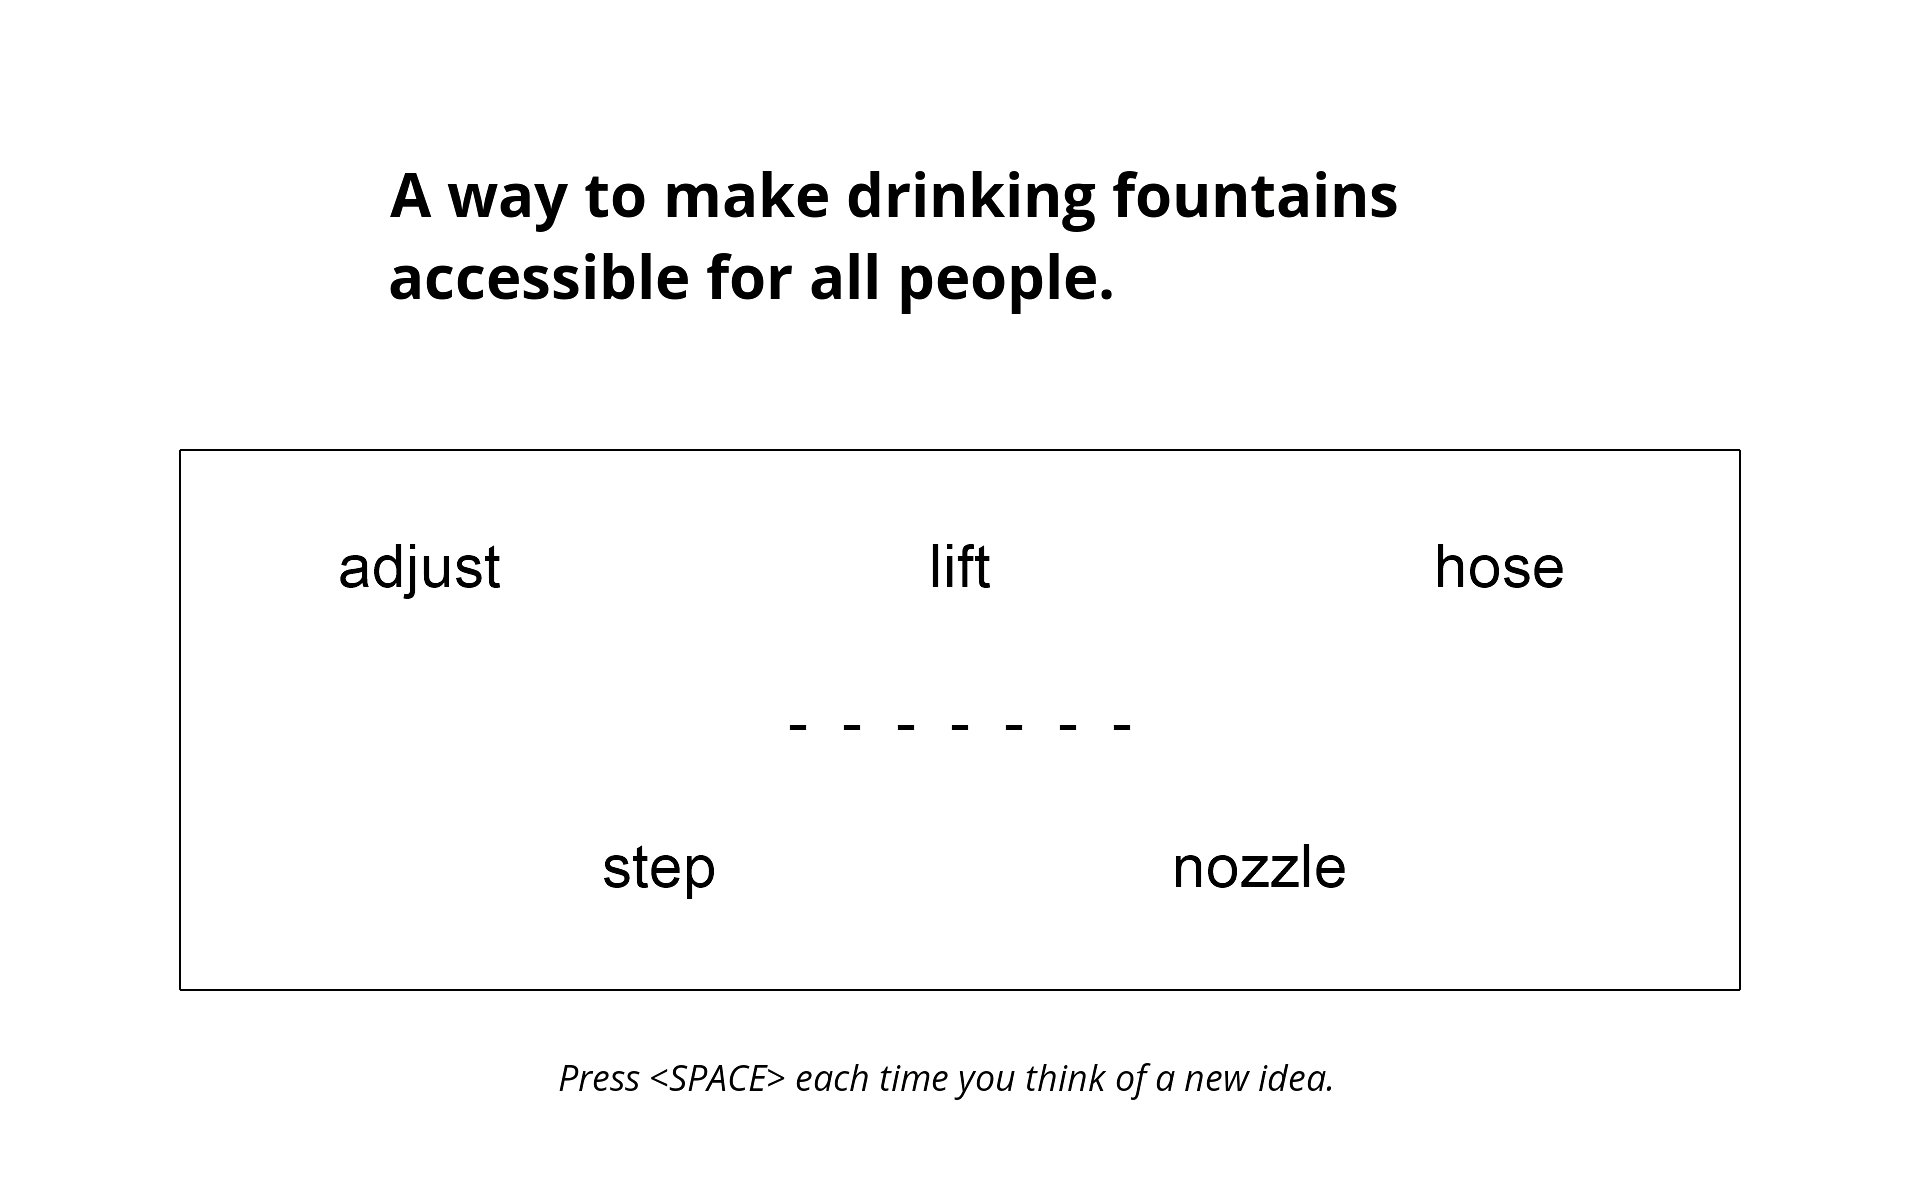 A way to make drinking fountains
accessible for all people.
adjust lift hose
- - - - - - -
step nozzle
Press <SPACE> each time you think of a new idea.